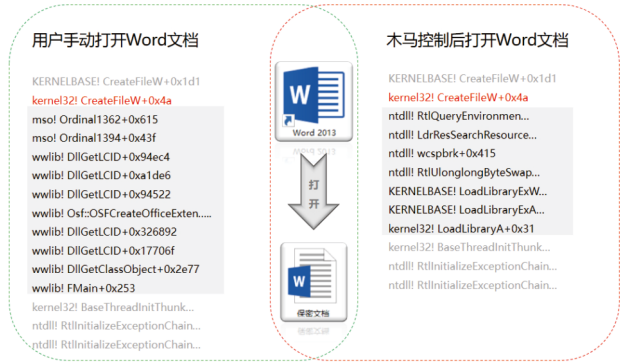 用户手动打开Word文档
KERNELBASE! CreateFileW+0x1d1
kernel32! CreateFileW+0x4a
mso! Ordinal1362+0x615
mso! Ordinal1394+0x43f
wwlib! DllGetLCID+0x94ec4
wwlib! DllGetLCID+0xa1de6
wwlib! DllGetLCID+0x94522
wwlib! Osf::OSFCreateOfficeExten.....
wwlib! DllGetLCID+0x326892
wwlib! DllGetLCID+0x17706f
wwlib! DllGetClassObject+0x2e77
wwlib! FMain+0x253
kernel32! BaseThreadInitThunk...
ntdll! RtlInitializeExceptionChain...
ntdll! RtlInitializeExceptionChain...
W
Word 2013
打
开
W
保密文档
木马控制后打开Word文档
KERNELBASE! CreateFileW+0x1d1
kernel32! CreateFileW+0x4a
ntdll! RtlQueryEnvironmen...
ntdll! LdrResSearchResource...
ntdll! wcspbrk+0x415
ntdll! RtlUlonglongByteSwap...
KERNELBASE! LoadLibraryExW...
KERNELBASE! LoadLibraryExA...
kernel32! LoadLibraryA+0x31
kernel32! BaseThreadInitThunk...
ntdll! RtlInitializeExceptionChain...
ntdll! RtlInitializeExceptionChain...